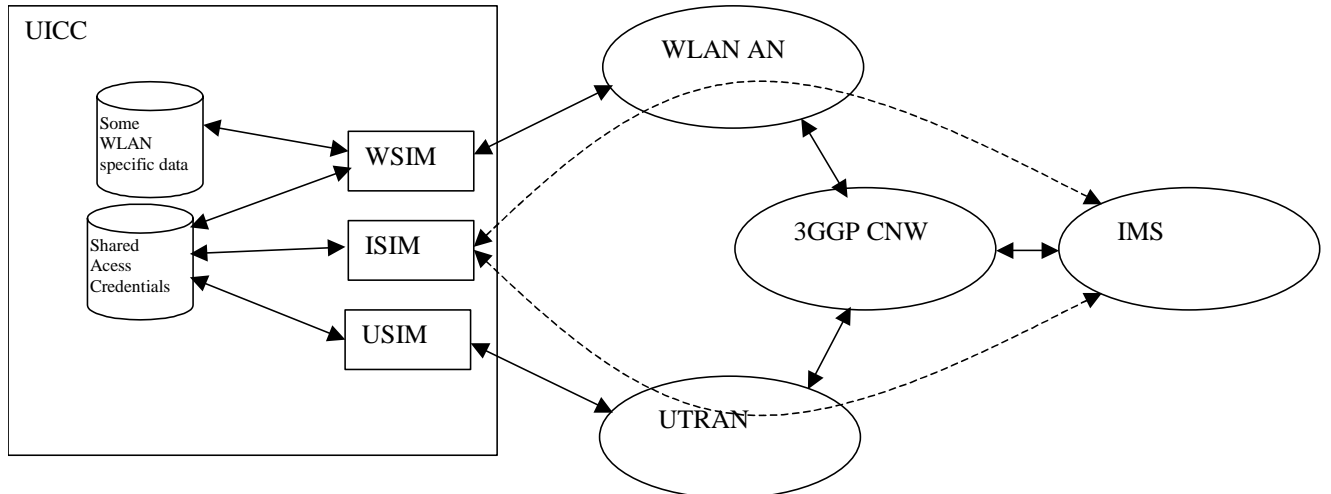 UICC
WLAN AN
Some
WLAN
specific data
WSIM
Shared
Acess
Credentials
ISIM
3GGP CNW
IMS
USIM
UTRAN